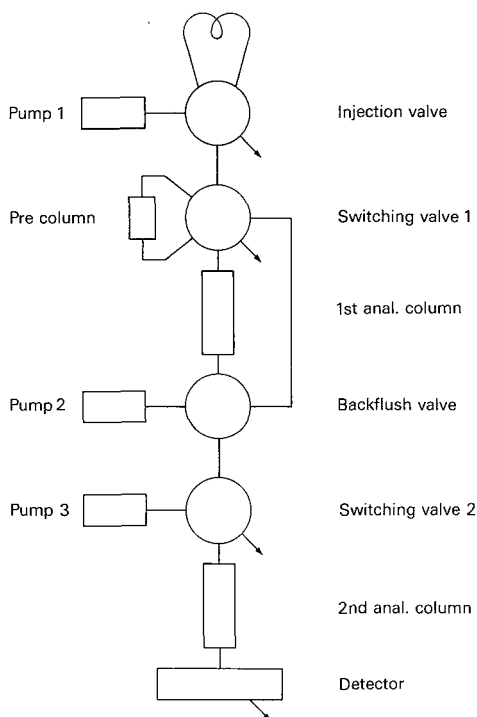 Pump 1
Injection valve
Pre column
Switching valve 1
1st anal. column
Pump 2
Backflush valve
Pump 3
Switching valve 2
2nd anal. column
Detector